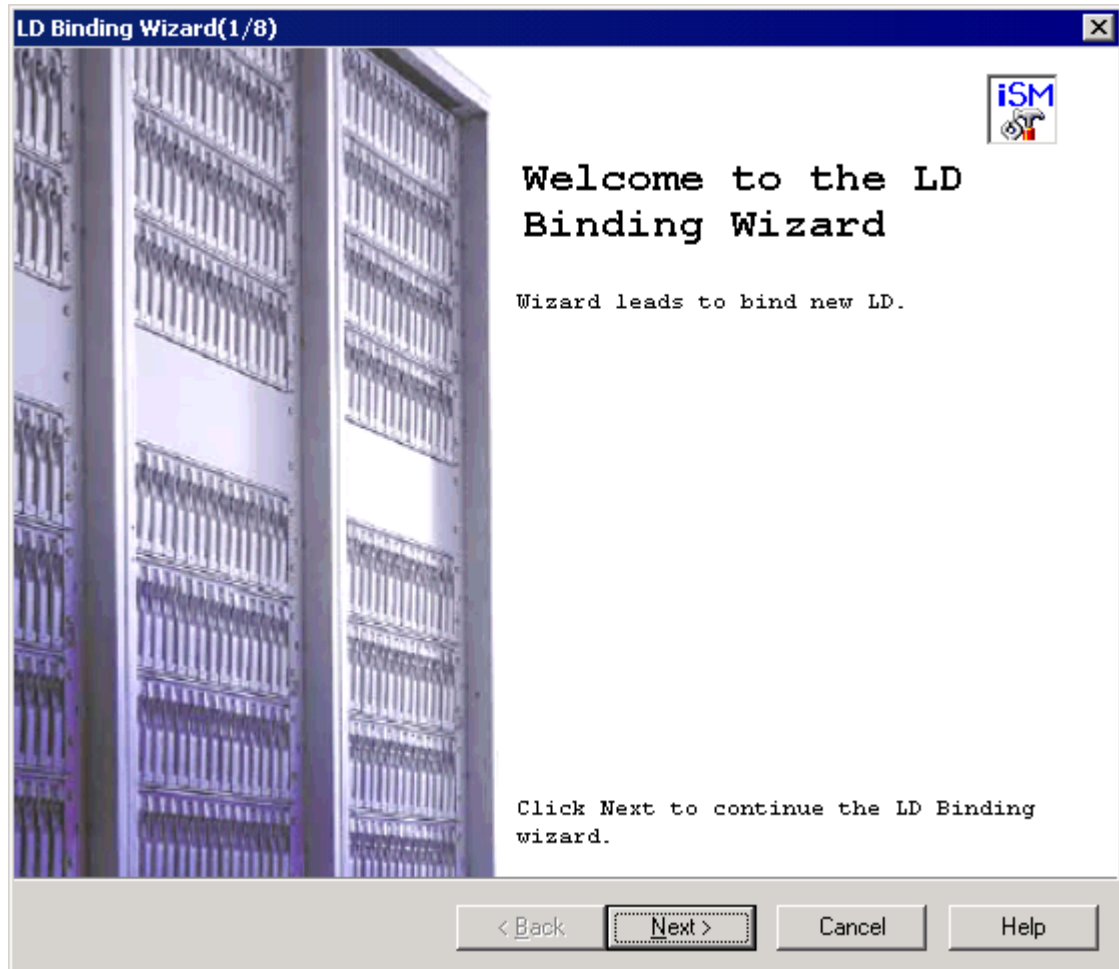 LD Binding Wizard(1/8)
iSM
Welcome to the LD
Binding Wizard
Wizard leads to bind new LD.
Click Next to continue the LD Binding
wizard.
< Back
Next >
Cancel
Help